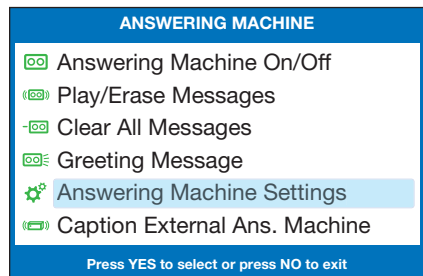 ANSWERING MACHINE
Answering Machine On/Off
Play/Erase Messages
Clear All Messages
Greeting Message
Answering Machine Settings
Caption External Ans. Machine
Press YES to select or press NO to exit